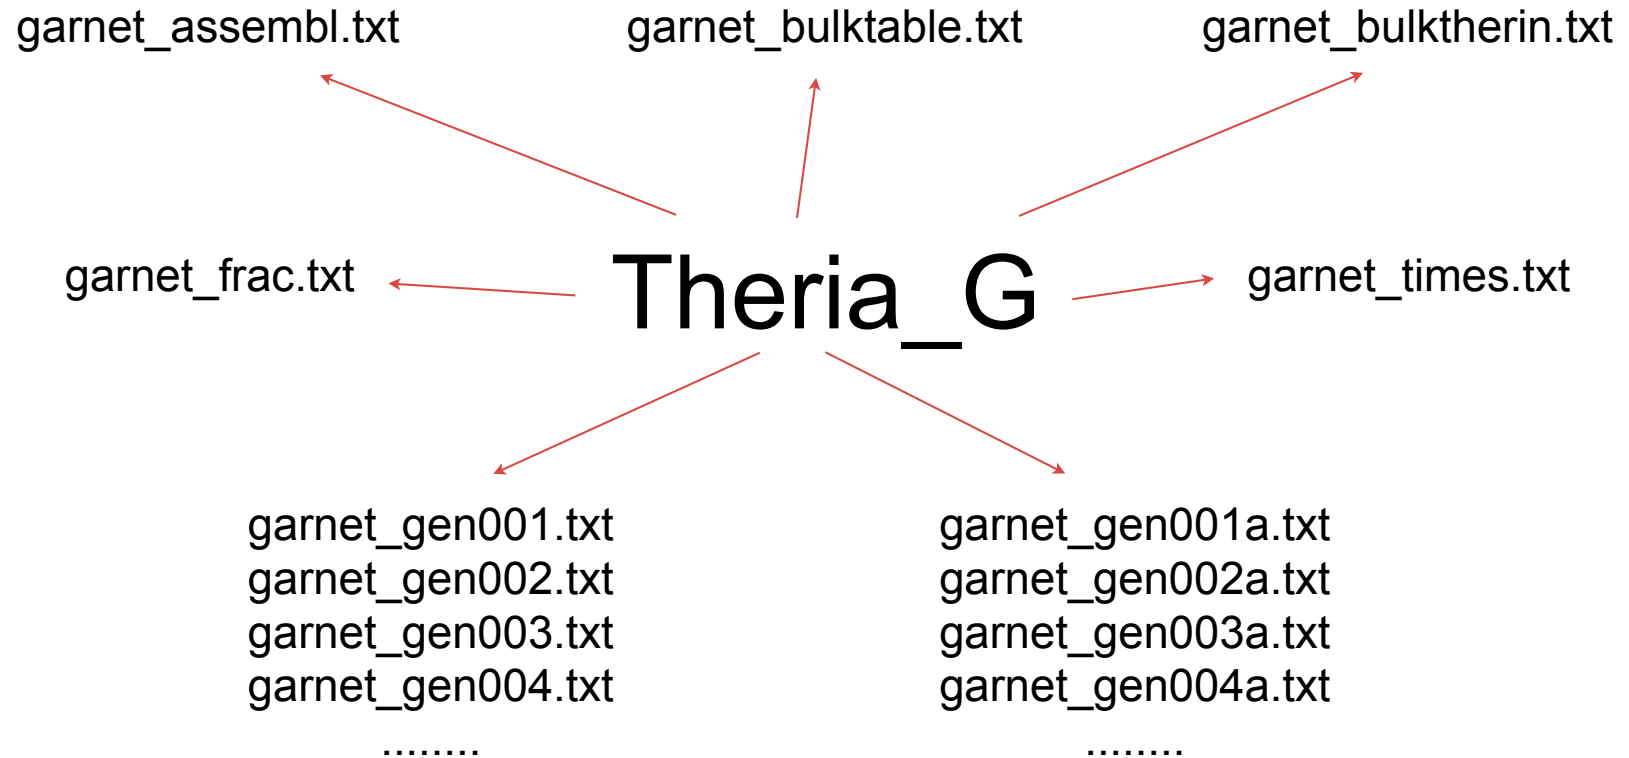 garnet_assembl.txt
garnet_bulktable.txt
garnet_bulktherin.txt
garnet_frac.txt
Theria_G
garnet_times.txt
garnet_gen001.txt
garnet_gen002.txt
garnet_gen003.txt
garnet_gen004.txt
........
garnet_gen001a.txt
garnet_gen002a.txt
garnet_gen003a.txt
garnet_gen004a.txt
........